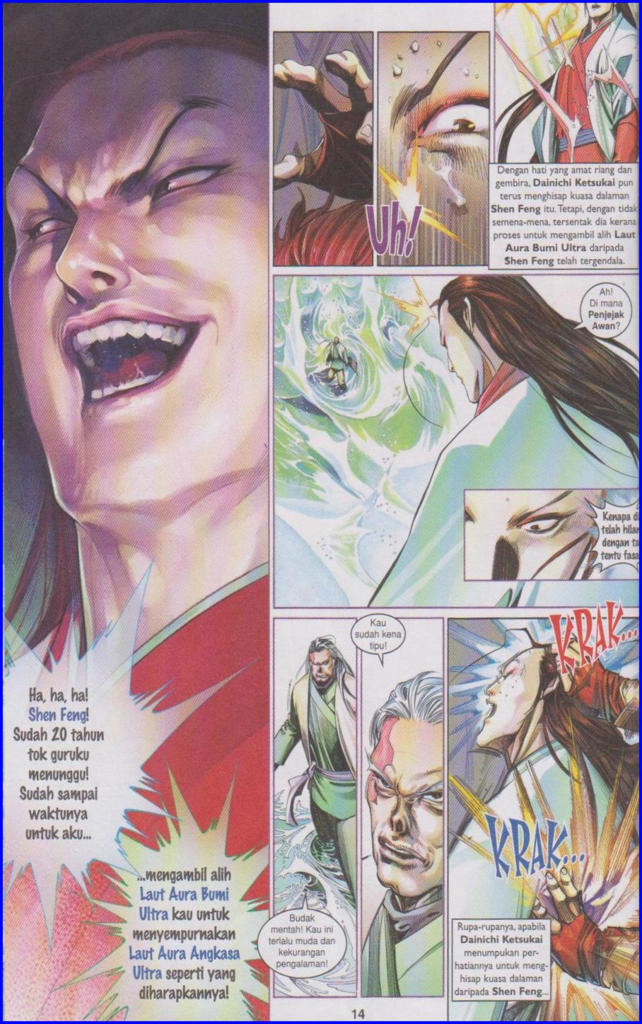 Ha, ha, ha!
Shen Feng!
Sudah 20 tahun
tok guruku
menunggu!
Sudah sampai
waktunya
untuk aku...
...mengambil alih
Laut Aura Bumi
Ultra kau untuk
menyempurnakan
Laut Aura Angkasa
Ultra seperti yang
diharapkannya!
Uh!
Dengan hati yang amat riang dan
gembira, Dainichi Ketsukai pun
terus menghisap kuasa dalaman
Shen Feng itu. Tetapi, dengan tidak
semena-mena, tersentak dia kerana
proses untuk mengambil alih Laut
Aura Bumi Ultra daripada
Shen Feng telah tergendala.
Ah!
Di mana
Penjejak
Awan?
Kenapa
telah
dengan
tentu
Kau
sudah kena
tipu!
Budak
mentah! Kau ini
terlalu muda dan
kekurangan
pengalaman!
KRAK...
KRAK...
Rupa-rupanya, apabila
Dainichi Ketsukai
menumpukan per-
hatiannya untuk meng-
hisap kuasa dalaman
daripada Shen Feng...
14